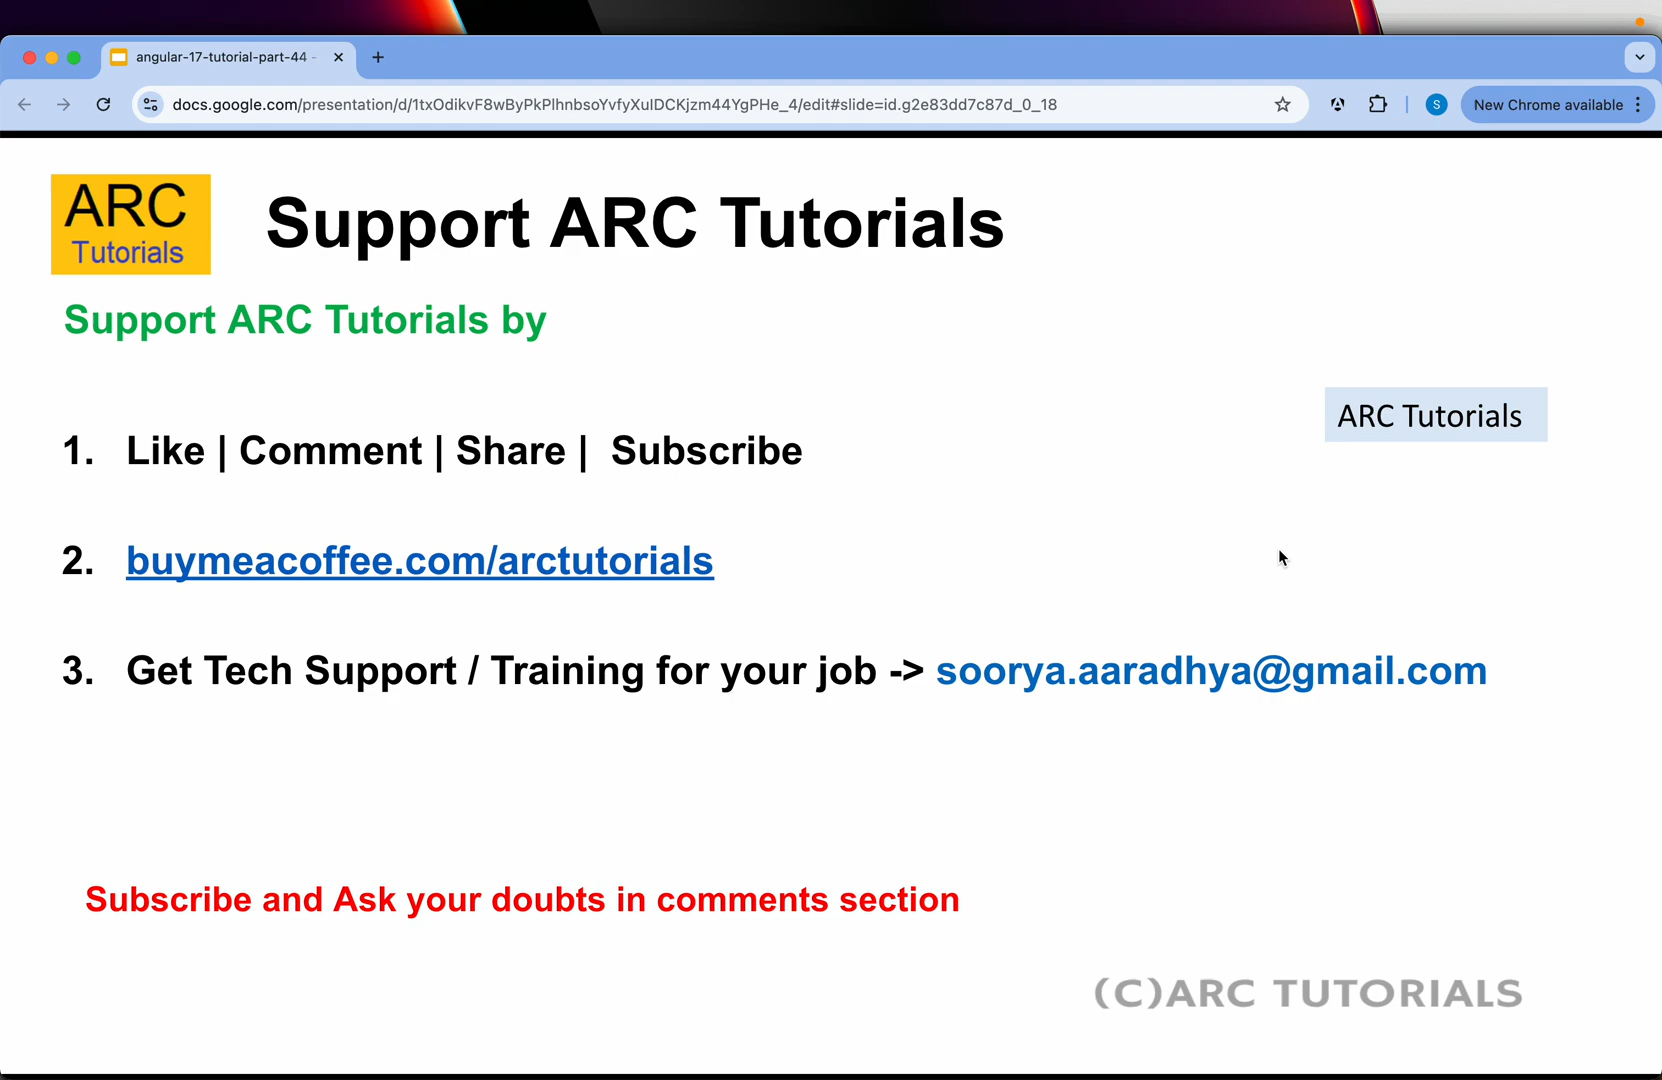 angular-17-tutorial-part-44 -
docs.google.com/presentation/d/1txOdikvF8wByPkPlhnbsoYvfyXulDCKjzm44YgPHe_4/edit#slide=id.g2e83dd7c87d_0_18
S
New Chrome available
ARC
Tutorials
Support ARC Tutorials
Support ARC Tutorials by
ARC Tutorials
1. Like | Comment | Share | Subscribe
2. buymeacoffee.com/arctutorials
3. Get Tech Support / Training for your job -> soorya.aaradhya@gmail.com
Subscribe and Ask your doubts in comments section
(C)ARC TUTORIALS